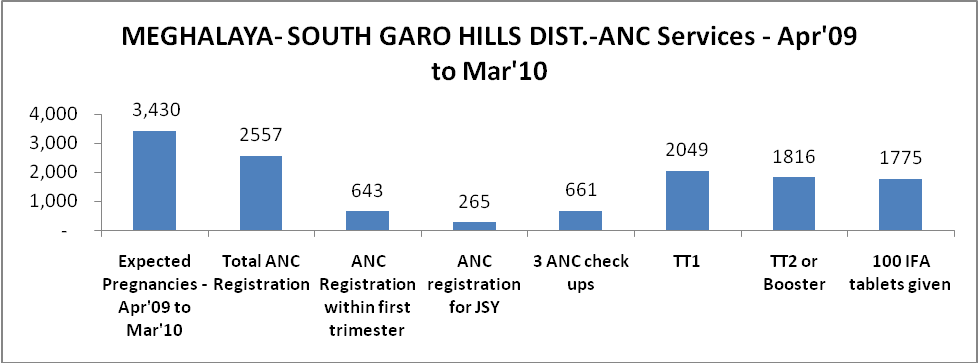 MEGHALAYA- SOUTH GARO HILLS DIST.-ANC Services - Apr'09
to Mar'10
4,000
3,000
2,000
1,000
-
3,430
2557
643
265
661
2049
1816
1775
Expected
Pregnancies -
Apr'09 to
Mar'10
Total ANC
Registration
ANC
Registration
within first
trimester
ANC
registration
for JSY
3 ANC check
ups
TT1
TT2 or
Booster
100 IFA
tablets given